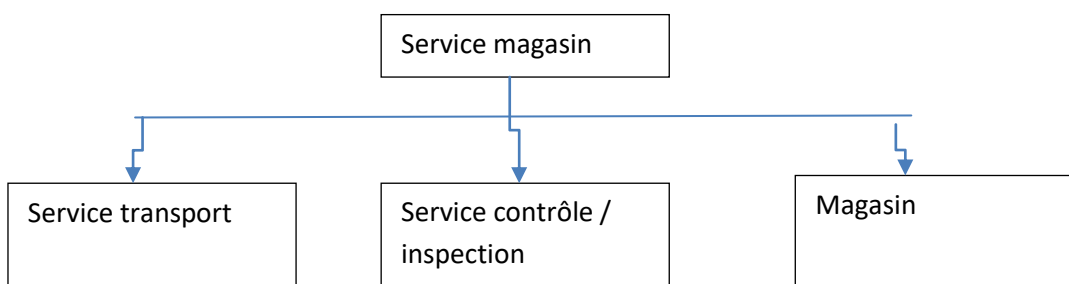 Service magasin
Service transport
Service contrôle /
inspection
Magasin